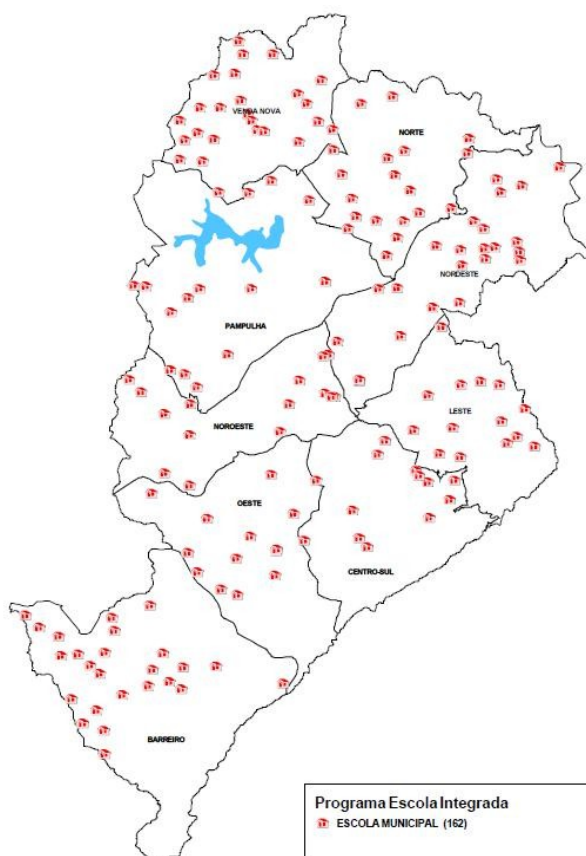 VENDA NOVA
NORTE
NORDESTE
PAMPULHA
LESTE
NOROESTE
OESTE
CENTRO-SUL
BARREIRO
Programa Escola Integrada
ESCOLA MUNICIPAL (162)